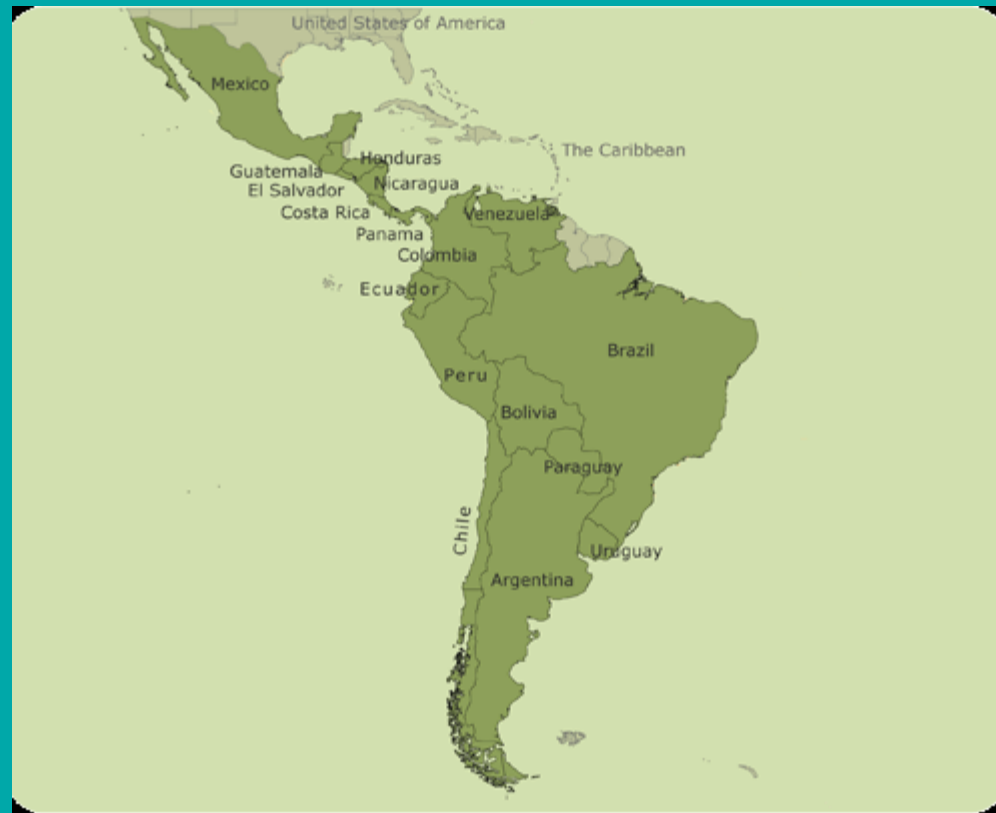 United States of America
Mexico
The Caribbean
Honduras
Guatemala
Nicaragua
El Salvador
Costa Rica
Venezuela
Panama
Colombia
Ecuador
Brazil
Peru
Bolivia
Paraguay
Chile
Uruguay
Argentina